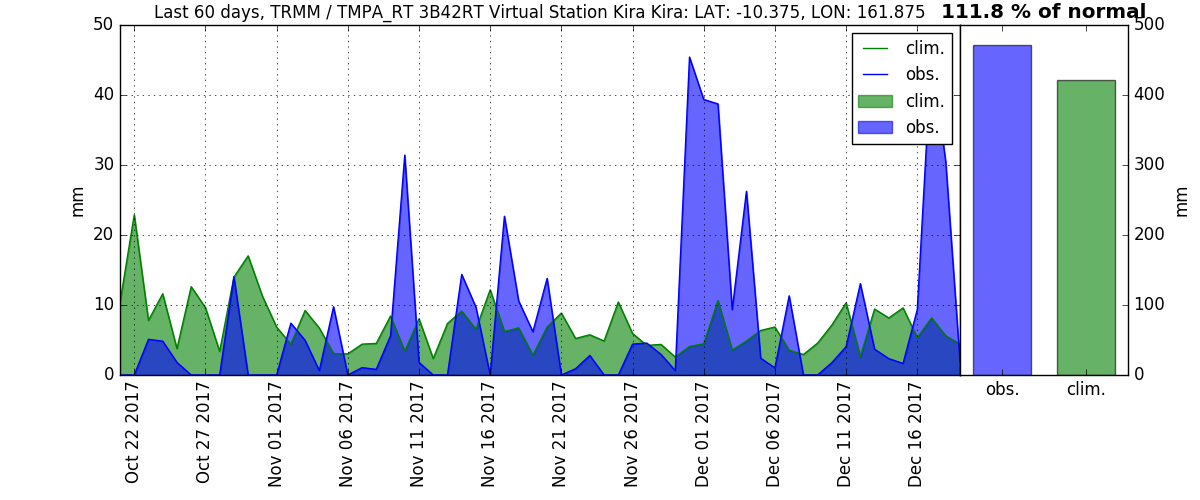 Last 60 days, TRMM / TMPA_RT 3B42RT Virtual Station Kira Kira: LAT: -10.375, LON: 161.875 111.8 % of normal
50
40
30
20
10
0
mm
clim.
obs.
clim.
obs.
Oct 22 2017
Oct 27 2017
Nov 01 2017
Nov 06 2017
Nov 11 2017
Nov 16 2017
Nov 21 2017
Nov 26 2017
Dec 01 2017
Dec 06 2017
Dec 11 2017
Dec 16 2017
500
400
300
200
100
0
mm
obs. clim.